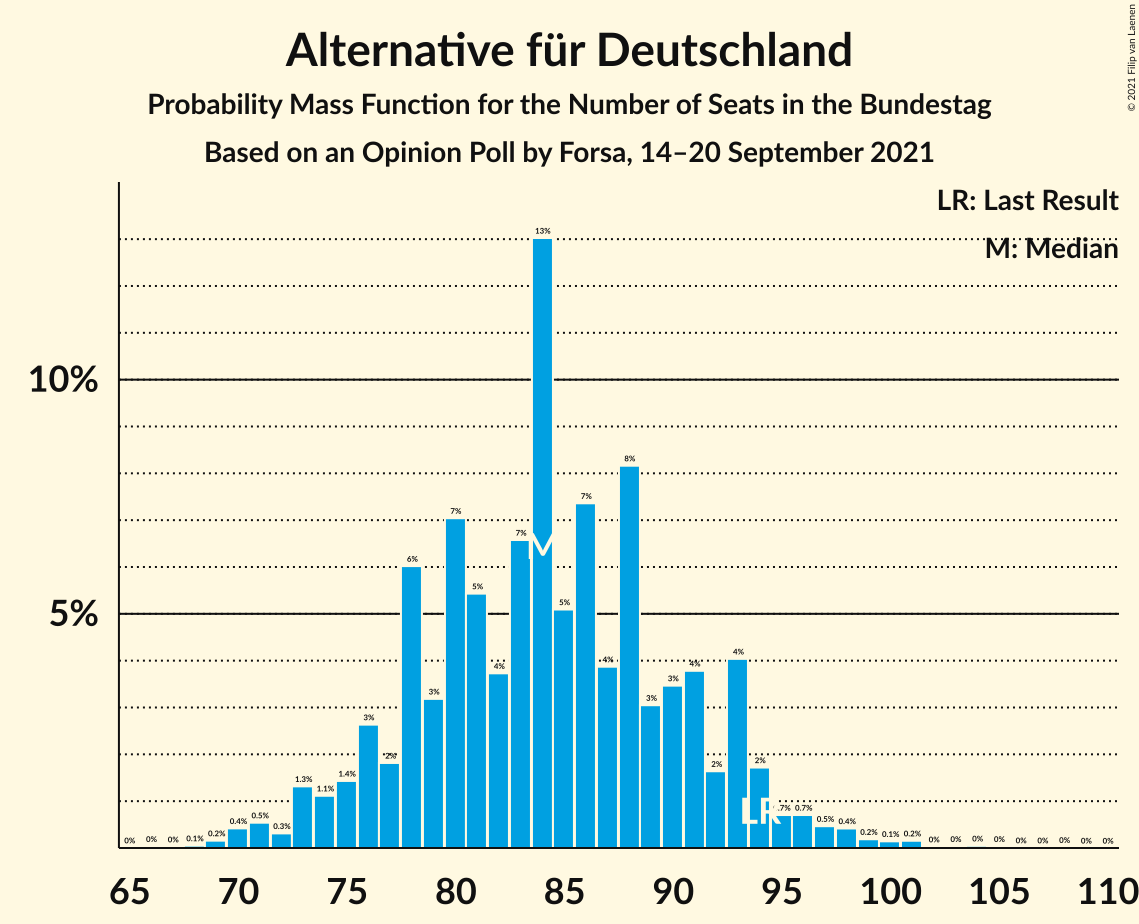 Alternative für Deutschland
Probability Mass Function for the Number of Seats in the Bundestag
Based on an Opinion Poll by Forsa, 14–20 September 2021
© 2021 Filip van Laenen
LR: Last Result
M: Median
10%
5%
0% 0% 0% 0.1% 0.2% 0.4% 0.5% 0.3% 1.3% 1.1% 1.4% 3% 2% 6% 3% 7% 5% 4% 7% 13% 5% 7% 4% 8% 3% 3% 4% 2% 4% 2% .7% 0.7% 0.5% 0.4% 0.2% 0.1% 0.2% 0% 0% 0% 0% 0% 0% 0% 0% 0%
M
LR
65 70 75 80 85 90 95 100 105 110